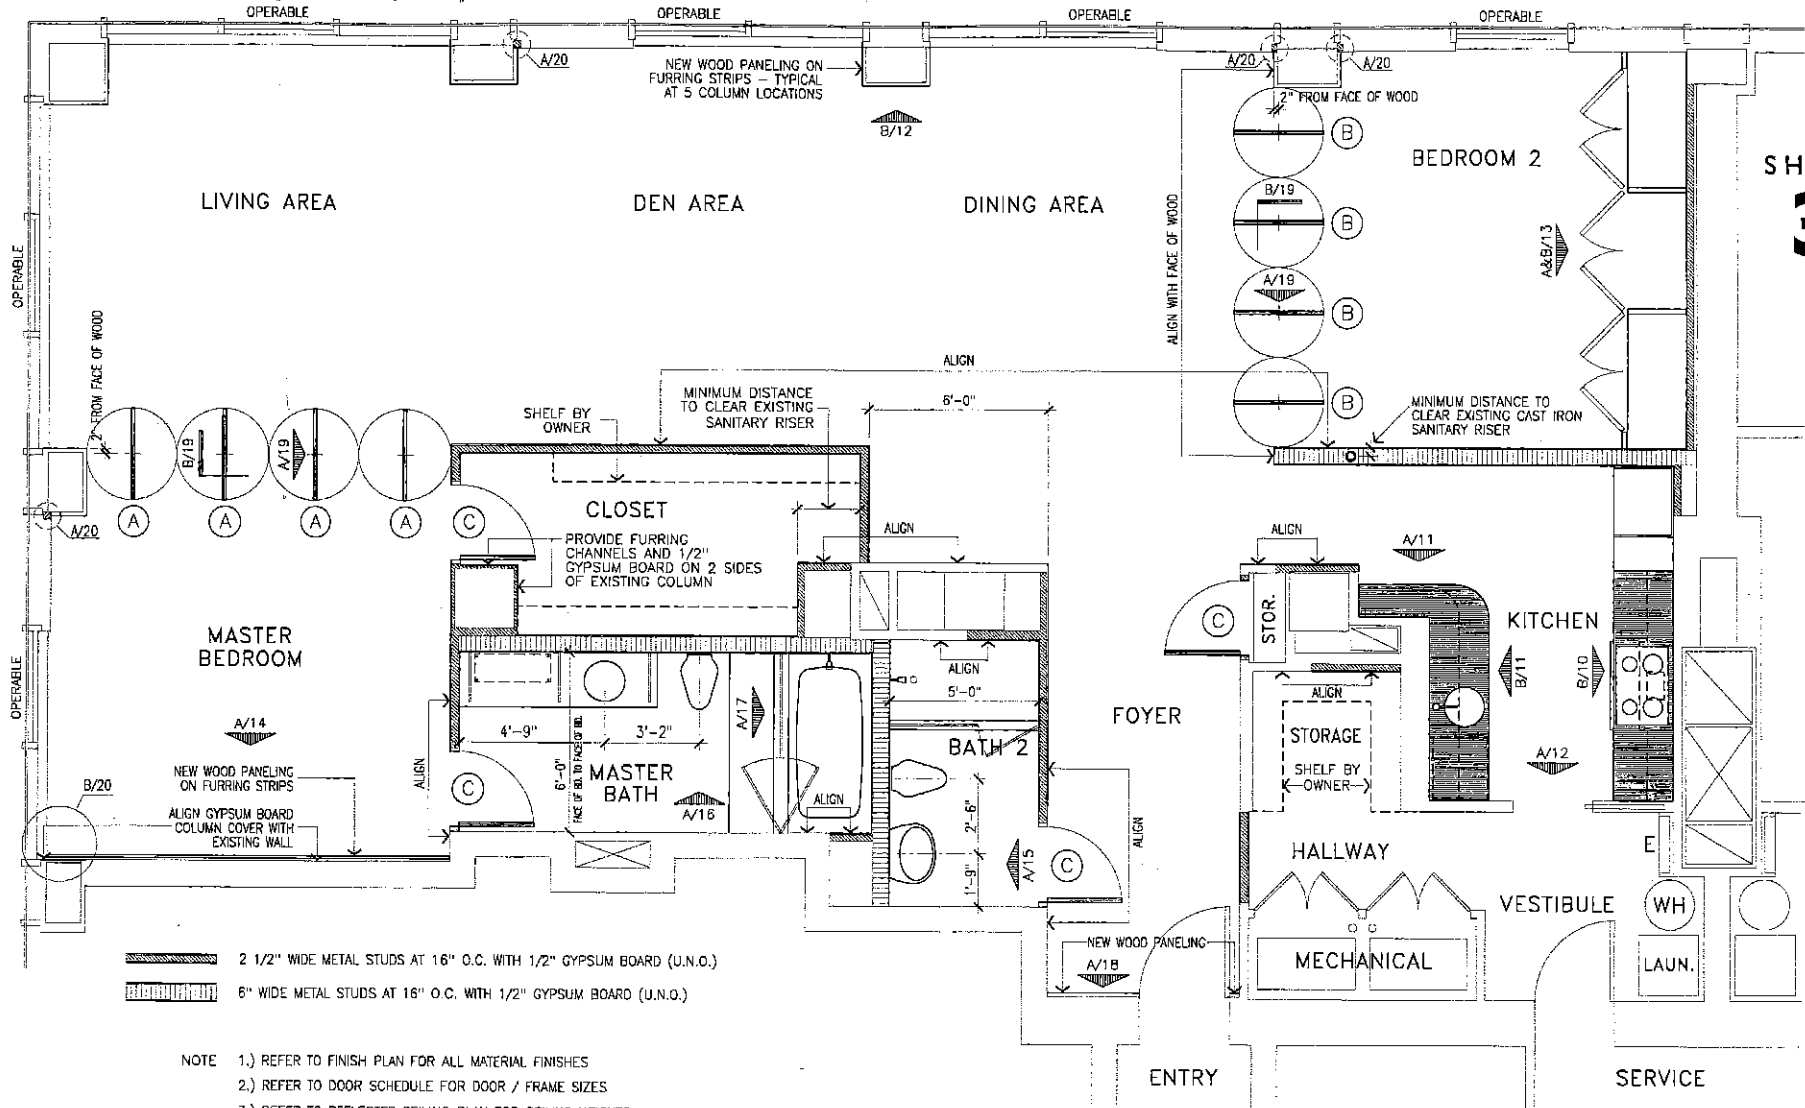 OPERABLE
OPERABLE
OPERABLE
OPERABLE
A/20
NEW WOOD PANELING ON
FURRING STRIPS – TYPICAL
AT 5 COLUMN LOCATIONS
A/20
A/20
2" FROM FACE OF WOOD
B/12
B
BEDROOM 2
SH
LIVING AREA
DEN AREA
DINING AREA
B/19
B
ALIGN WITH FACE OF WOOD
A&B/13
OPERABLE
A/19
B
2" FROM FACE OF WOOD
ALIGN
SHELF BY
OWNER
MINIMUM DISTANCE
TO CLEAR EXISTING
SANITARY RISER
6'-0"
B
MINIMUM DISTANCE TO
CLEAR EXISTING CAST IRON
SANITARY RISER
B/19
A/19
A
A
A
A
C
A/20
CLOSET
PROVIDE FURRING
CHANNELS AND 1/2"
GYPSUM BOARD ON 2 SIDES
OF EXISTING COLUMN
ALIGN
ALIGN
A/11
MASTER
BEDROOM
C
STOR.
KITCHEN
OPERABLE
ALIGN
5'-0"
ALIGN
B/11
B/10
A/14
4'-9"
3'-2"
A/17
FOYER
BATH 2
STORAGE
SHELF BY
OWNER
A/12
NEW WOOD PANELING
ON FURRING STRIPS
ALIGN
C
6'-0"
FACE OF BD. TO FACE OF BD.
MASTER
BATH
A/16
ALIGN
2'-6"
B/20
ALIGN GYPSUM BOARD
COLUMN COVER WITH
EXISTING WALL
1'-9"
A/15
C
ALIGN
HALLWAY
E
VESTIBULE
WH
NEW WOOD PANELING
A/18
MECHANICAL
LAUN.
2 1/2" WIDE METAL STUDS AT 16" O.C. WITH 1/2" GYPSUM BOARD (U.N.O.)
6" WIDE METAL STUDS AT 16" O.C. WITH 1/2" GYPSUM BOARD (U.N.O.)
NOTE 1.) REFER TO FINISH PLAN FOR ALL MATERIAL FINISHES
2.) REFER TO DOOR SCHEDULE FOR DOOR / FRAME SIZES
ENTRY
SERVICE